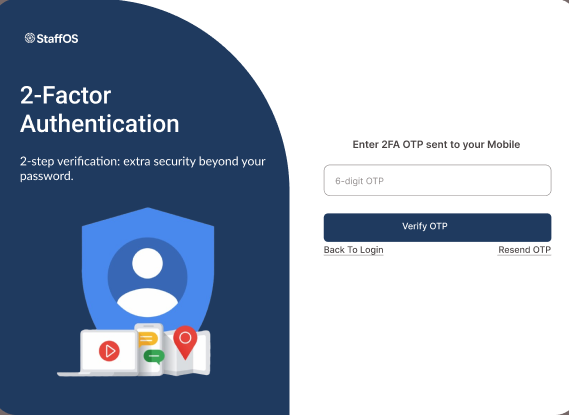 StaffOS
2-Factor
Authentication
2-step verification: extra security beyond your
password.
Enter 2FA OTP sent to your Mobile
6-digit OTP
Verify OTP
Back To Login
Resend OTP